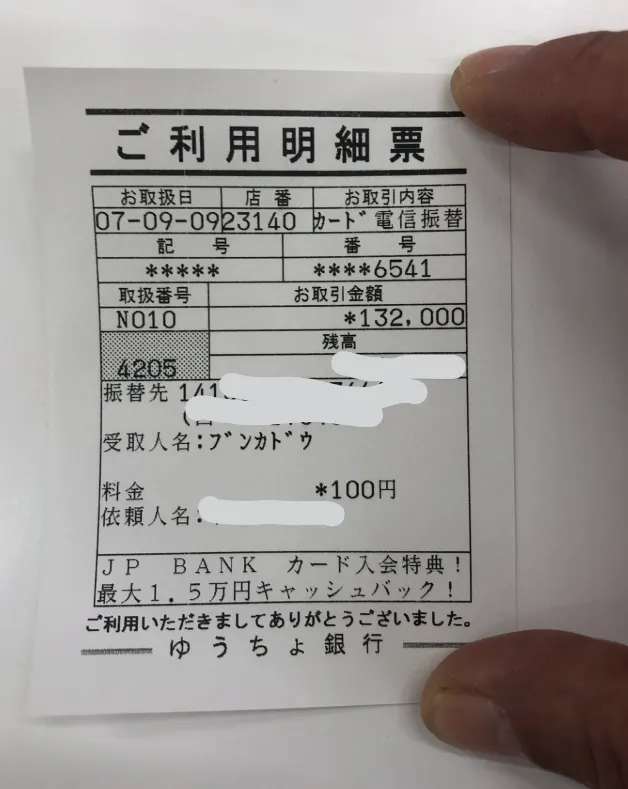 ご利用明細票
お取扱日 店番 お取引内容
07-09-09 23140 カード電信振替
記号 番号
***** ****6541
取扱番号 お取引金額
N010 *132,000
残高
4205
振替先 141
受取人名:ブンカドウ
料金 *100円
依頼人名:
JP BANK カード入会特典!
最大1.5万円キャッシュバック!
ご利用いただきましてありがとうございました。
ゆうちょ銀行